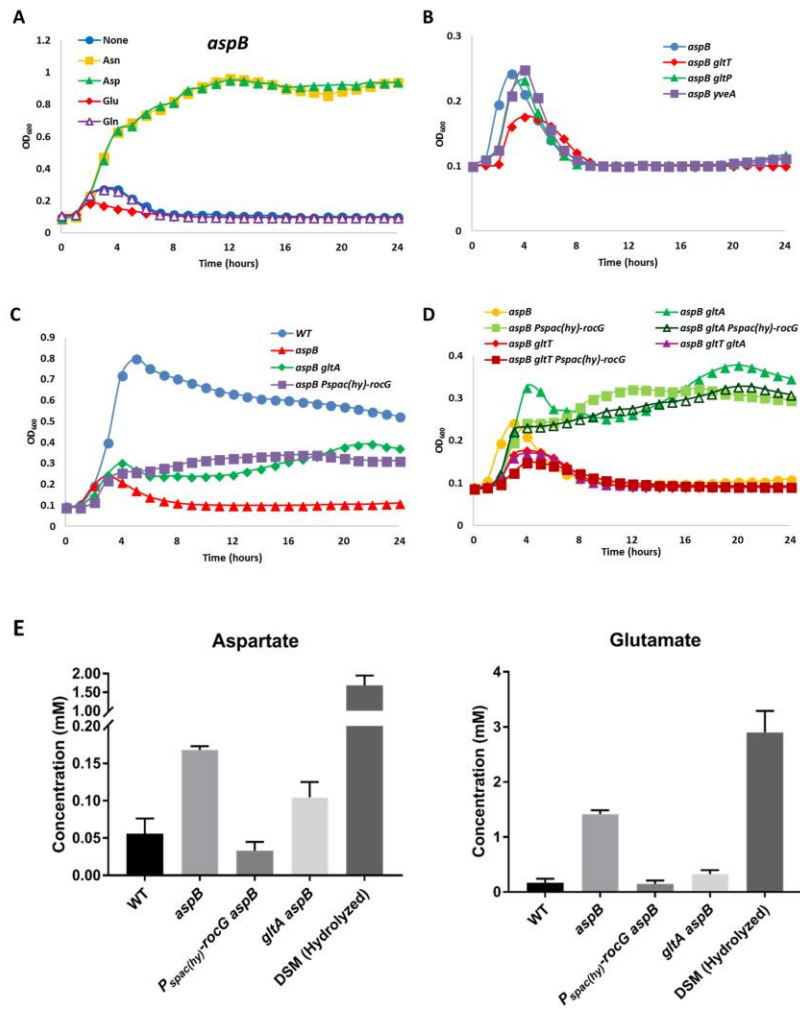 A
aspB
None
Asn
Asp
Glu
Gln
1.2
1
0.8
0.6
0.4
0.2
0
OD600
0 4 8 12 16 20 24
Time (hours)
B
aspB
aspB gltT
aspB gltP
aspB yveA
0.3
0.2
0.1
0
OD600
0 4 8 12 16 20 24
Time (hours)
C
WT
aspB
aspB gltA
aspB Pspac(hy)-rocG
0.9
0.8
0.7
0.6
0.5
0.4
0.3
0.2
0.1
0
OD600
0 4 8 12 16 20 24
Time (hours)
D
aspB aspB gltA
aspB Pspac(hy)-rocG aspB gltA Pspac(hy)-rocG
aspB gltT aspB gltT gltA
aspB gltT Pspac(hy)-rocG
0.4
0.3
0.2
0.1
0
OD600
0 4 8 12 16 20 24
Time (hours)
E
Aspartate
Concentration (mM)
2.00
1.50
1.00
0.20
0.15
0.10
0.05
0.00
WT
aspB
Pspac(hy)-rocG aspB
gltA aspB
DSM (Hydrolyzed)
Glutamate
Concentration (mM)
4
3
2
1
0
WT
aspB
Pspac(hy)-rocG aspB
gltA aspB
DSM (Hydrolyzed)